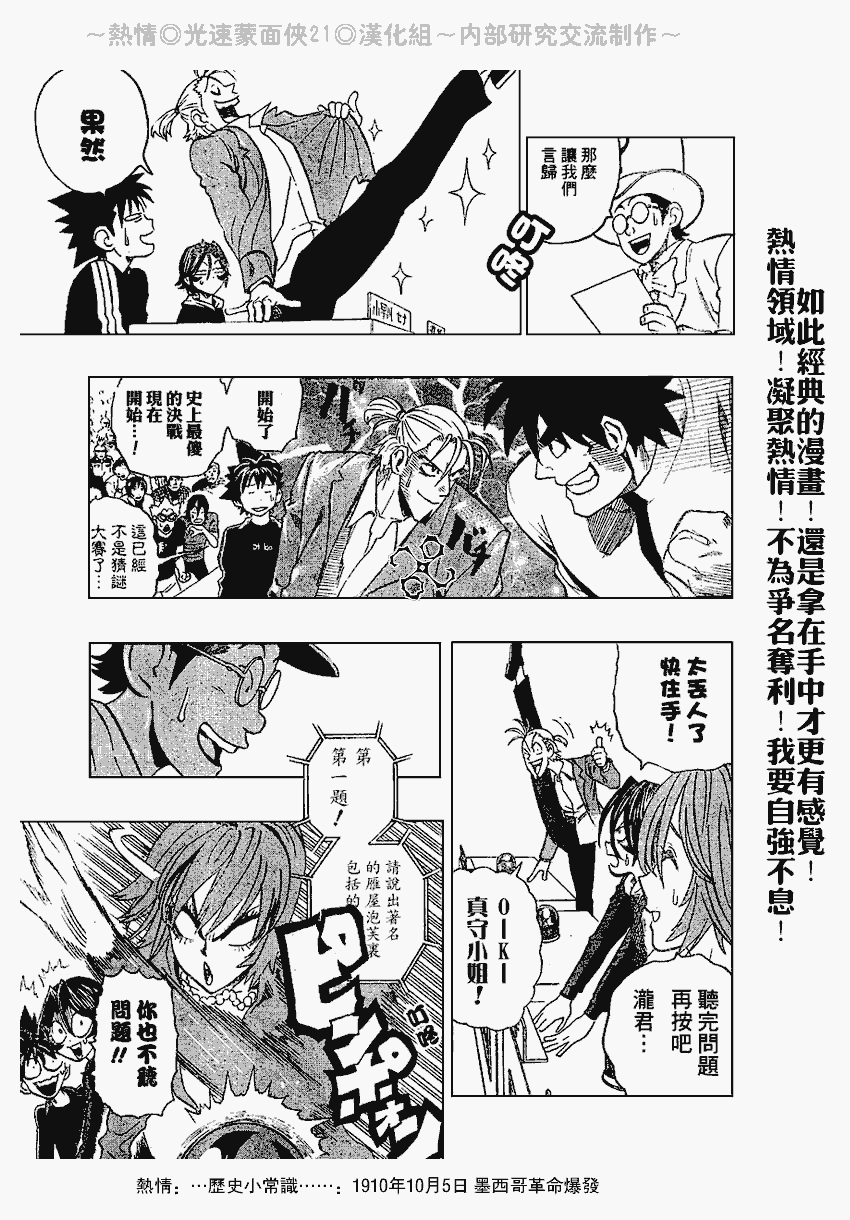 ～熱情◎光速蒙面俠21◎漢化組～内部研究交流制作～
那麼
讓我們
言歸
叮咚
果然
如此經典的漫畫！還是拿在手中才更有感覺！
熱情領域！凝聚熱情！不為爭名奪利！我要自強不息！
開始了
史上最傻
的決戰
現在
開始…！
這已經
不是猜謎
大賽了…
バチ
太丟人了
快住手！
OIKI
真守小姐！
聽完問題
再按吧
瀧君…
第
一題！
請說出著名
的雁屋泡芙裏
包括的
叮咚
你也不聽
問題!!
熱情：…歷史小常識……：1910年10月5日 墨西哥革命爆發